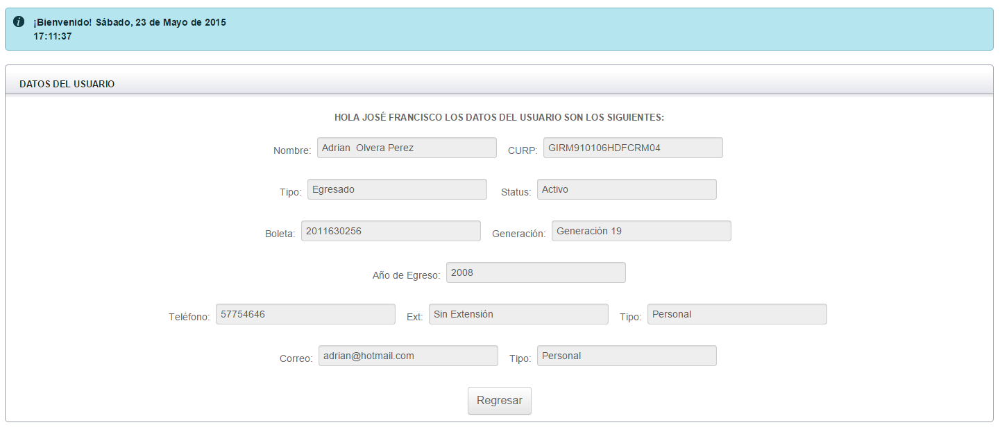 ¡Bienvenido! Sábado, 23 de Mayo de 2015
17:11:37
DATOS DEL USUARIO
HOLA JOSÉ FRANCISCO LOS DATOS DEL USUARIO SON LOS SIGUIENTES:
Nombre: Adrian  Olvera Perez CURP: GIRM910106HDFCRM04
Tipo: Egresado Status: Activo
Boleta: 2011630256 Generación: Generación 19
Año de Egreso: 2008
Teléfono: 57754646 Ext: Sin Extensión Tipo: Personal
Correo: adrian@hotmail.com Tipo: Personal
Regresar